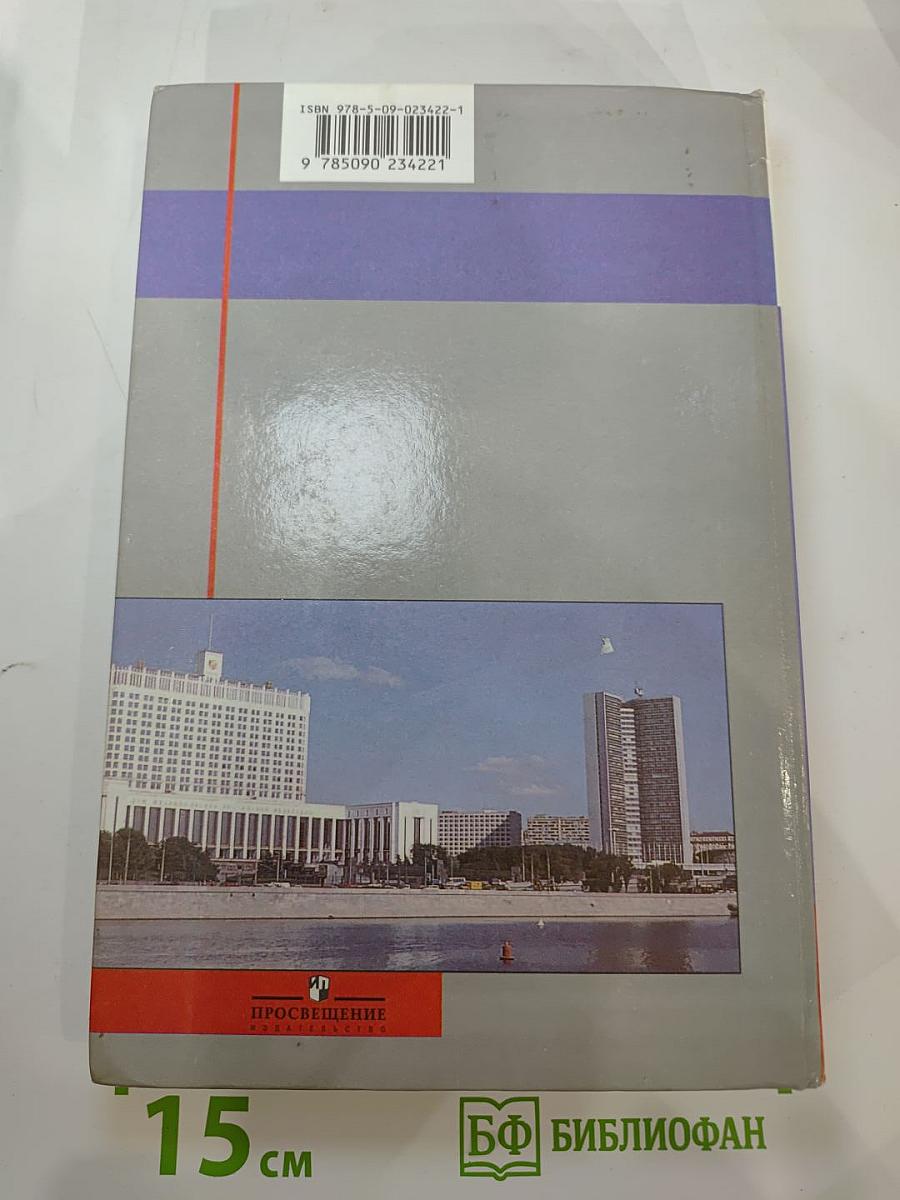 ISBN 978-5-09-023422-1
9 785090 234221
ПРОСВЕЩЕНИЕ
ИЗДАТЕЛЬСТВО
15 см
БФ БИБЛИОФАН